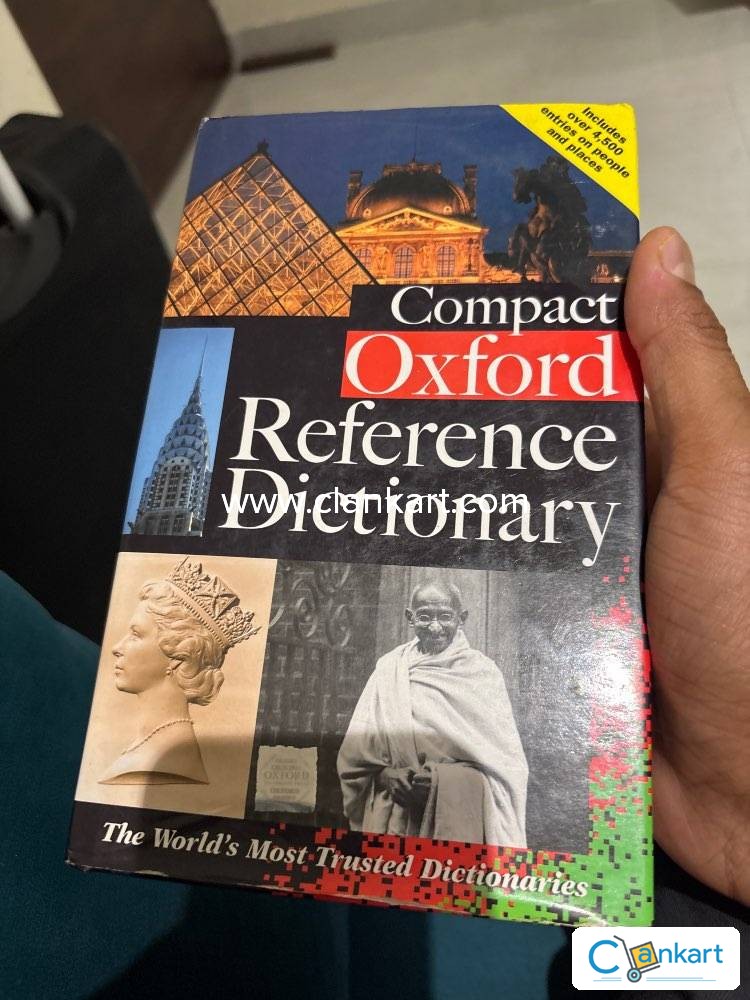 Includes
over 4,500
entries on people
and places
Compact
Oxford
Reference
Dictionary
www.clankart.com
OXFORD
The World's Most Trusted Dictionaries
Clankart